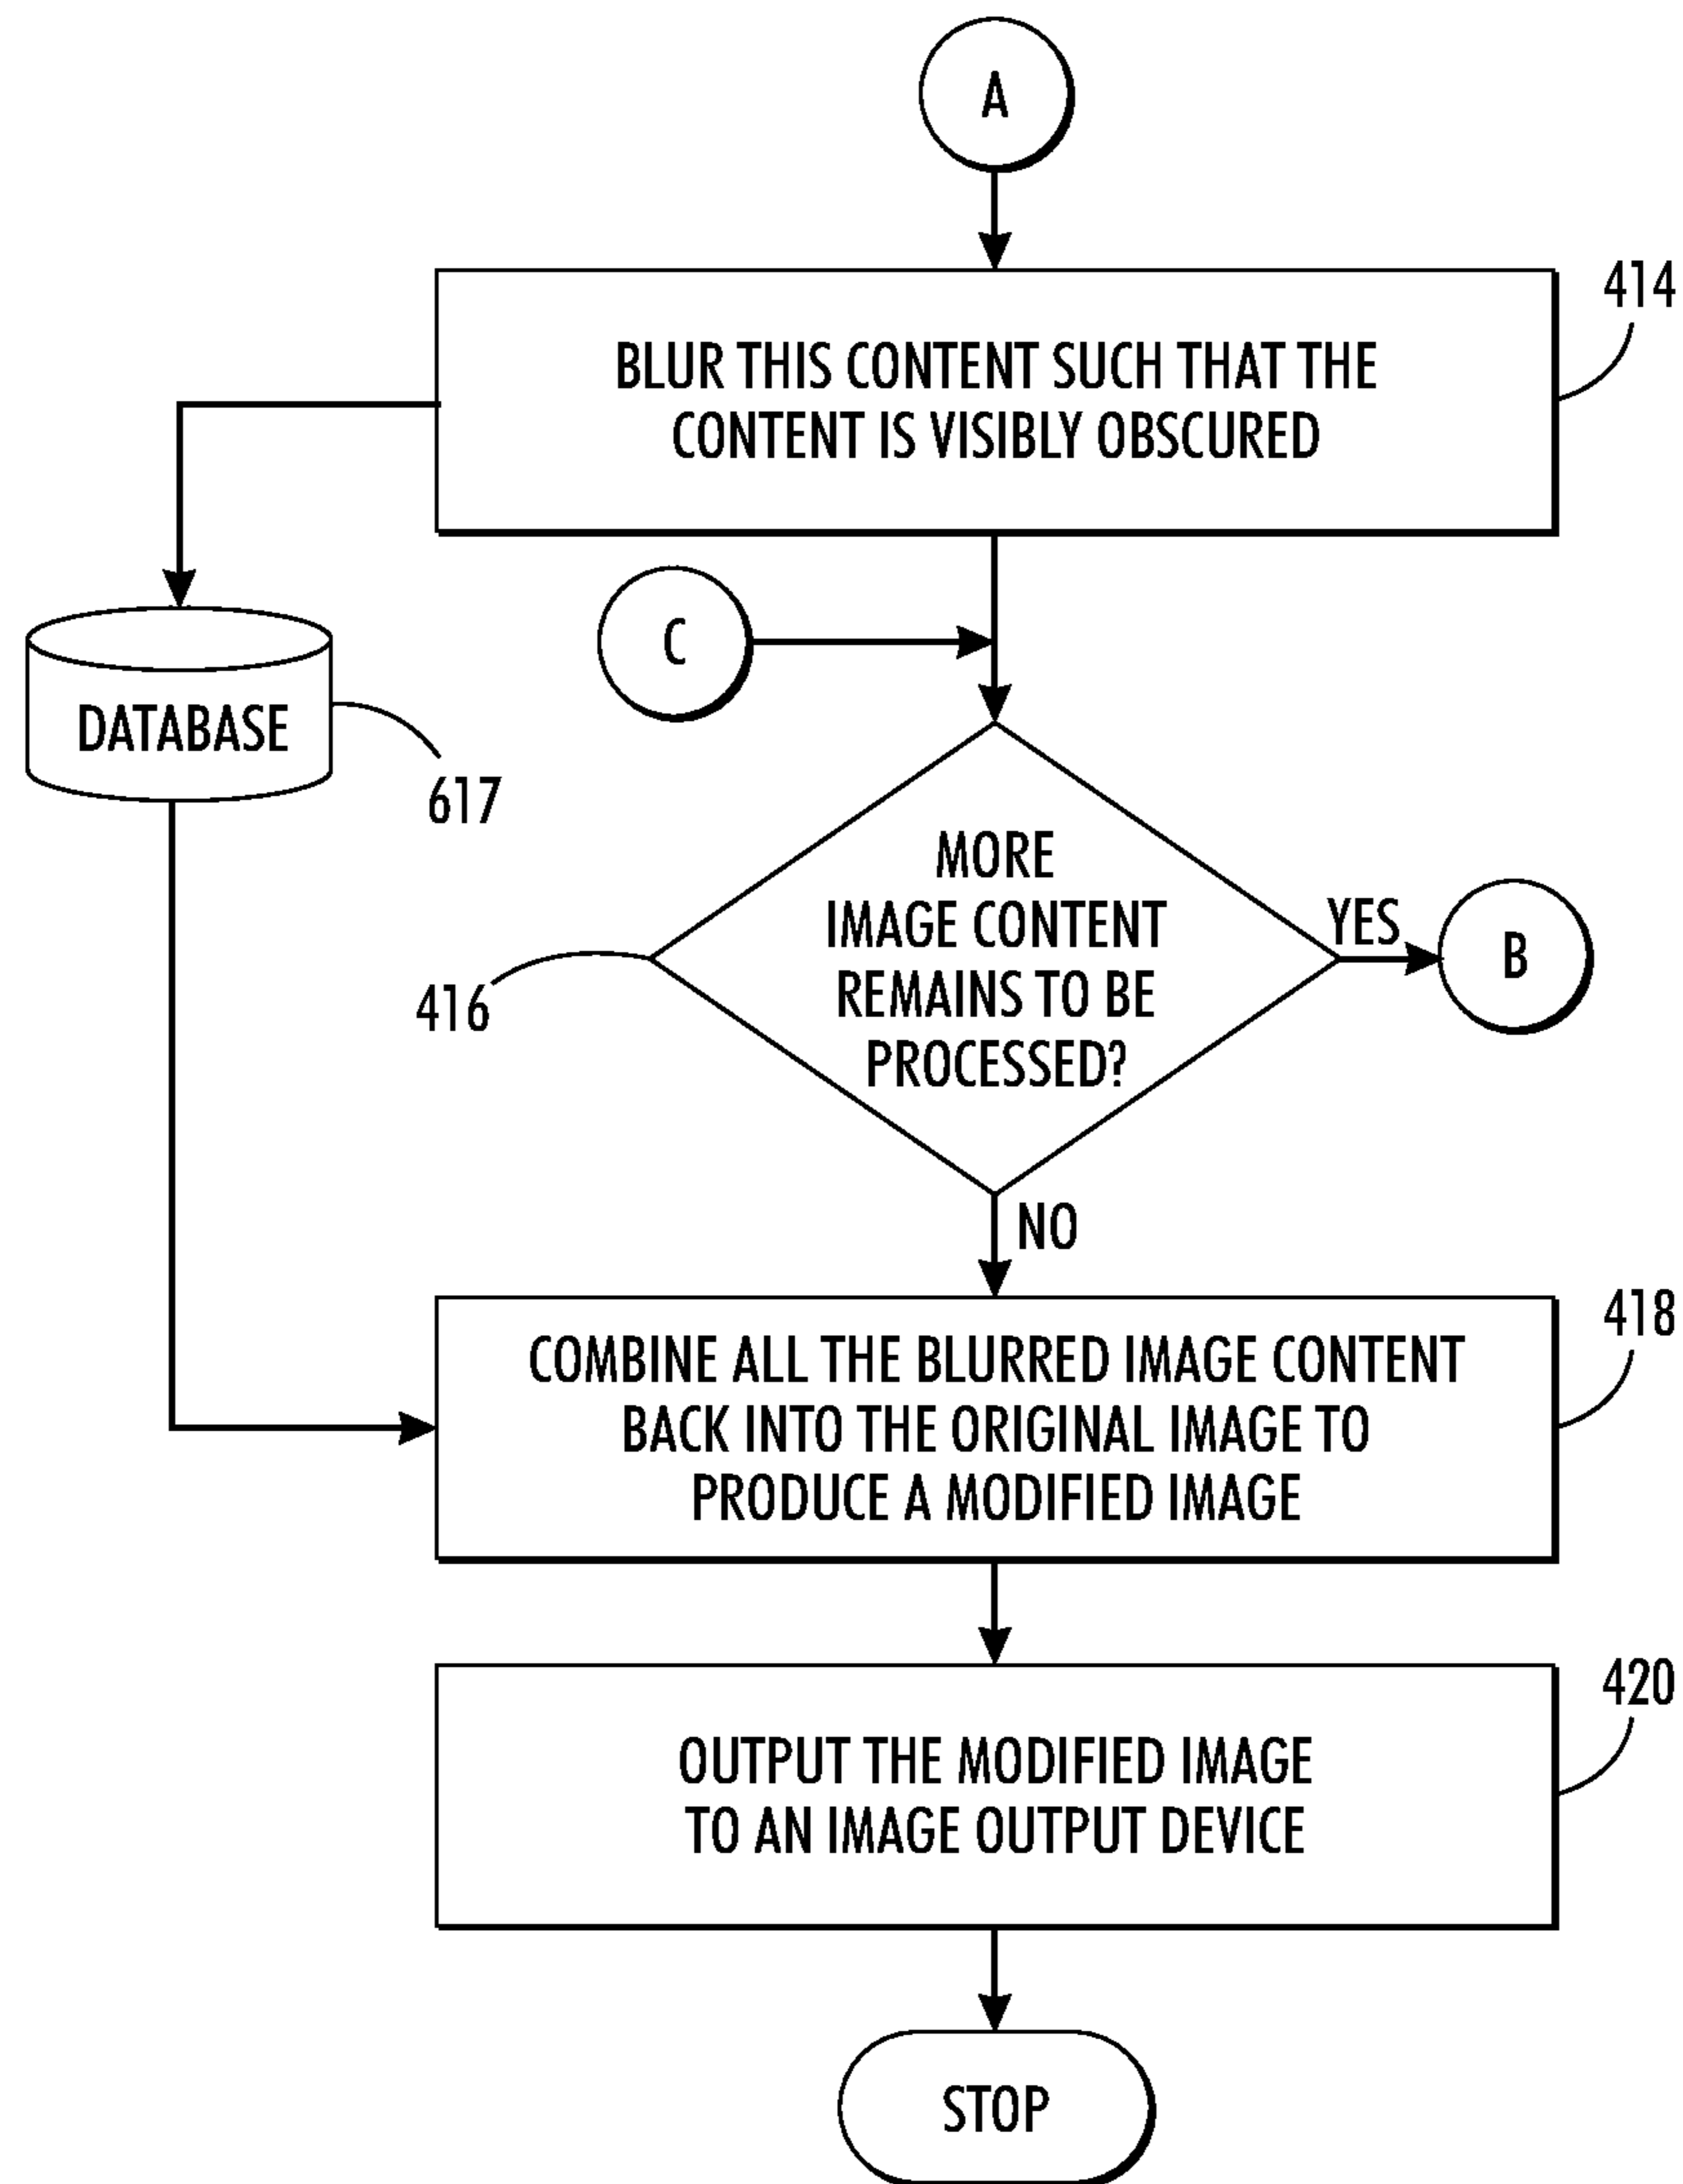 A
414
BLUR THIS CONTENT SUCH THAT THE
CONTENT IS VISIBLY OBSCURED
C
DATABASE
617
MORE
IMAGE CONTENT
REMAINS TO BE
PROCESSED?
YES
B
416
NO
418
COMBINE ALL THE BLURRED IMAGE CONTENT
BACK INTO THE ORIGINAL IMAGE TO
PRODUCE A MODIFIED IMAGE
420
OUTPUT THE MODIFIED IMAGE
TO AN IMAGE OUTPUT DEVICE
STOP